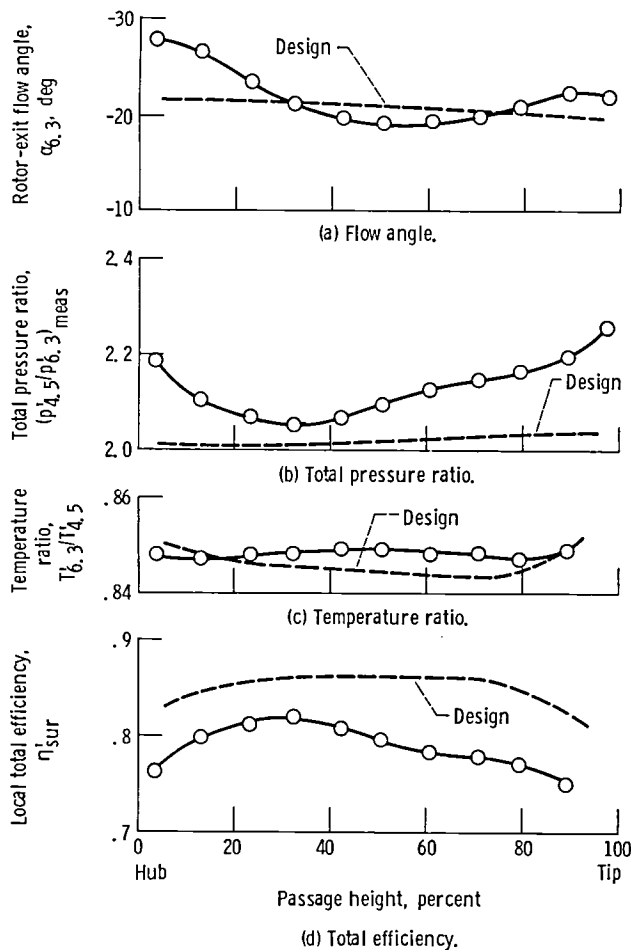 Rotor-exit flow angle,
α6.3, deg
-30
-20
-10
Design
(a) Flow angle.
Total pressure ratio,
(p'4.5/p'6.3)meas
2.4
2.2
2.0
Design
(b) Total pressure ratio.
Temperature
ratio,
T'6.3/T'4.5
.86
.84
Design
(c) Temperature ratio.
Local total efficiency,
η'sur
.9
.8
.7
Design
0 20 40 60 80 100
Hub Tip
Passage height, percent
(d) Total efficiency.